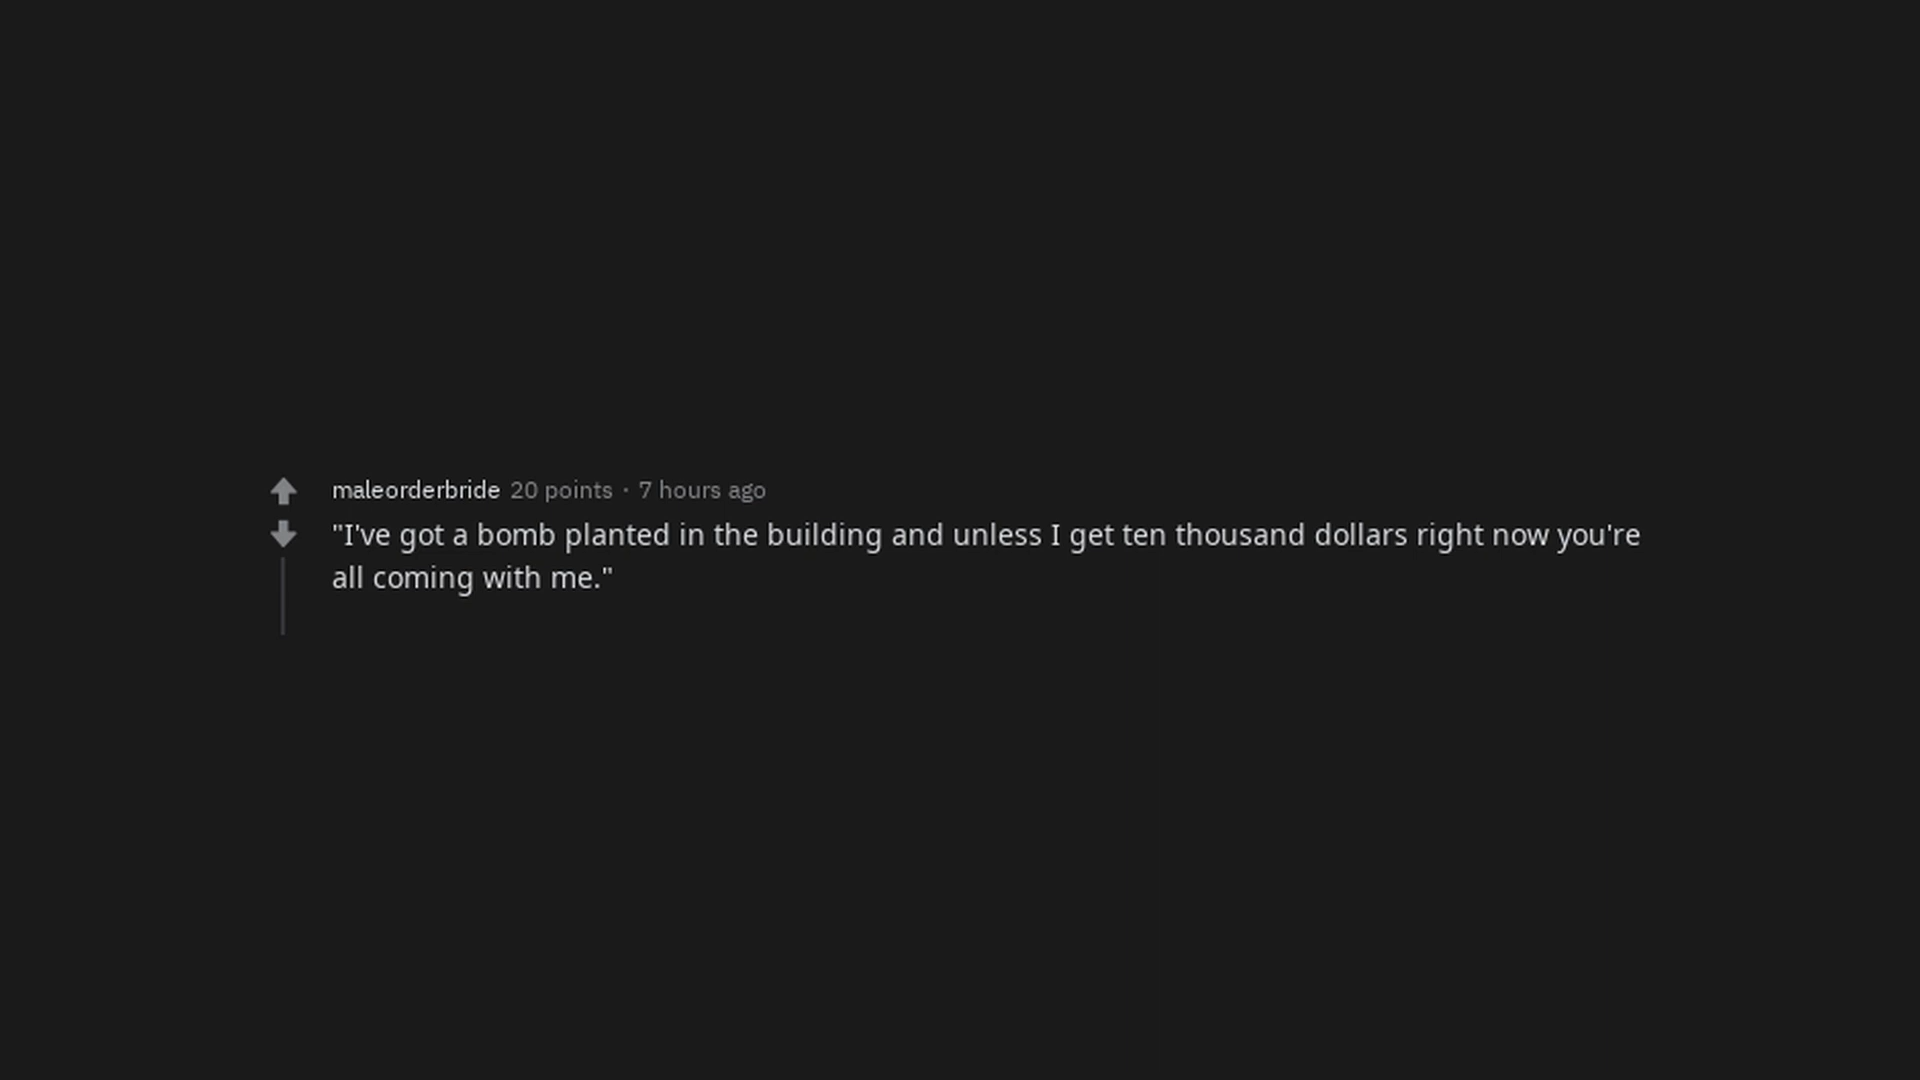 maleorderbride 20 points · 7 hours ago
"I've got a bomb planted in the building and unless I get ten thousand dollars right now you're
all coming with me."